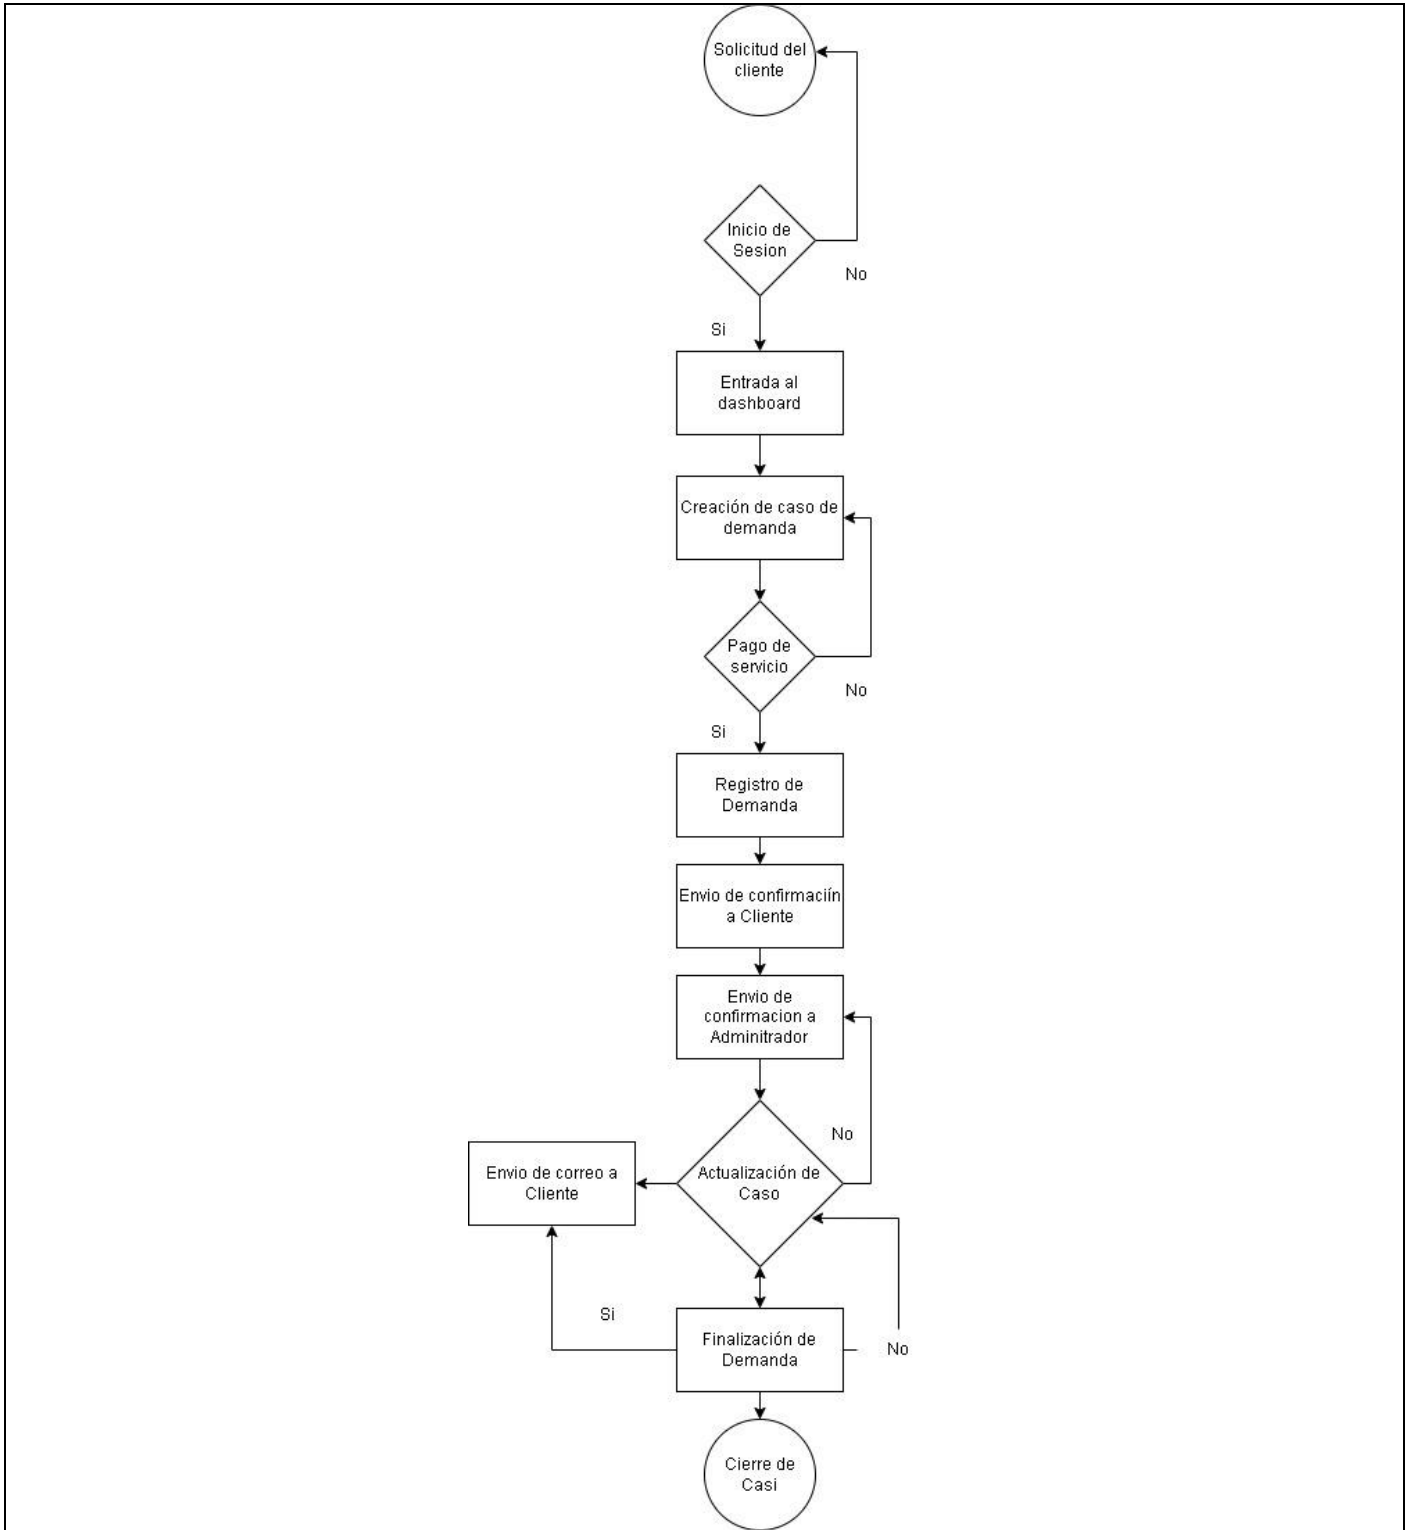 Solicitud del
cliente
Inicio de
Sesion
No
Si
Entrada al
dashboard
Creación de caso de
demanda
Pago de
servicio
No
Si
Registro de
Demanda
Envio de confirmaciín
a Cliente
Envio de
confirmacion a
Adminitrador
No
Envio de correo a
Cliente
Actualización de
Caso
Si
Finalización de
Demanda
No
Cierre de
Casi